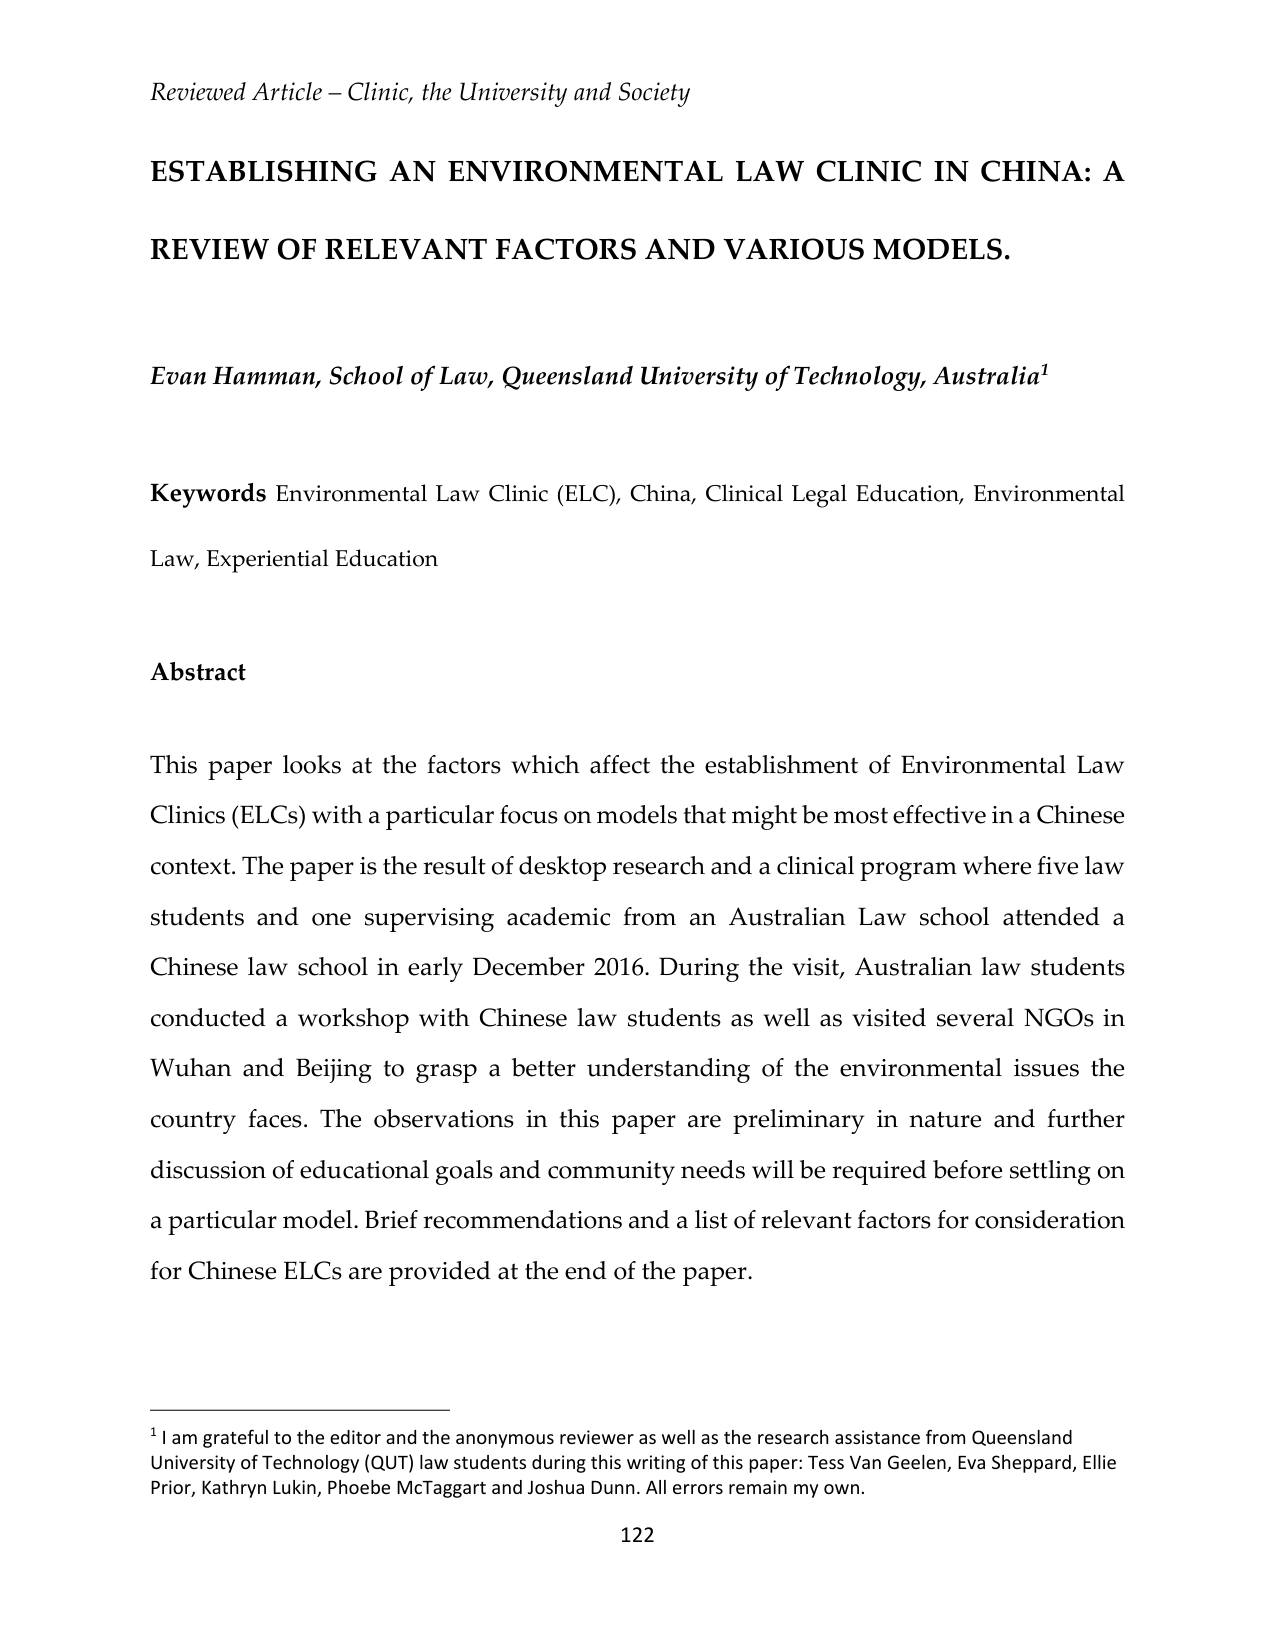 Reviewed Article – Clinic, the University and Society
ESTABLISHING AN ENVIRONMENTAL LAW CLINIC IN CHINA: A
REVIEW OF RELEVANT FACTORS AND VARIOUS MODELS.
Evan Hamman, School of Law, Queensland University of Technology, Australia1
Keywords Environmental Law Clinic (ELC), China, Clinical Legal Education, Environmental
Law, Experiential Education
Abstract
This paper looks at the factors which affect the establishment of Environmental Law
Clinics (ELCs) with a particular focus on models that might be most effective in a Chinese
context. The paper is the result of desktop research and a clinical program where five law
students and one supervising academic from an Australian Law school attended a
Chinese law school in early December 2016. During the visit, Australian law students
conducted a workshop with Chinese law students as well as visited several NGOs in
Wuhan and Beijing to grasp a better understanding of the environmental issues the
country faces. The observations in this paper are preliminary in nature and further
discussion of educational goals and community needs will be required before settling on
a particular model. Brief recommendations and a list of relevant factors for consideration
for Chinese ELCs are provided at the end of the paper.
1 I am grateful to the editor and the anonymous reviewer as well as the research assistance from Queensland
University of Technology (QUT) law students during this writing of this paper: Tess Van Geelen, Eva Sheppard, Ellie
Prior, Kathryn Lukin, Phoebe McTaggart and Joshua Dunn. All errors remain my own.
122